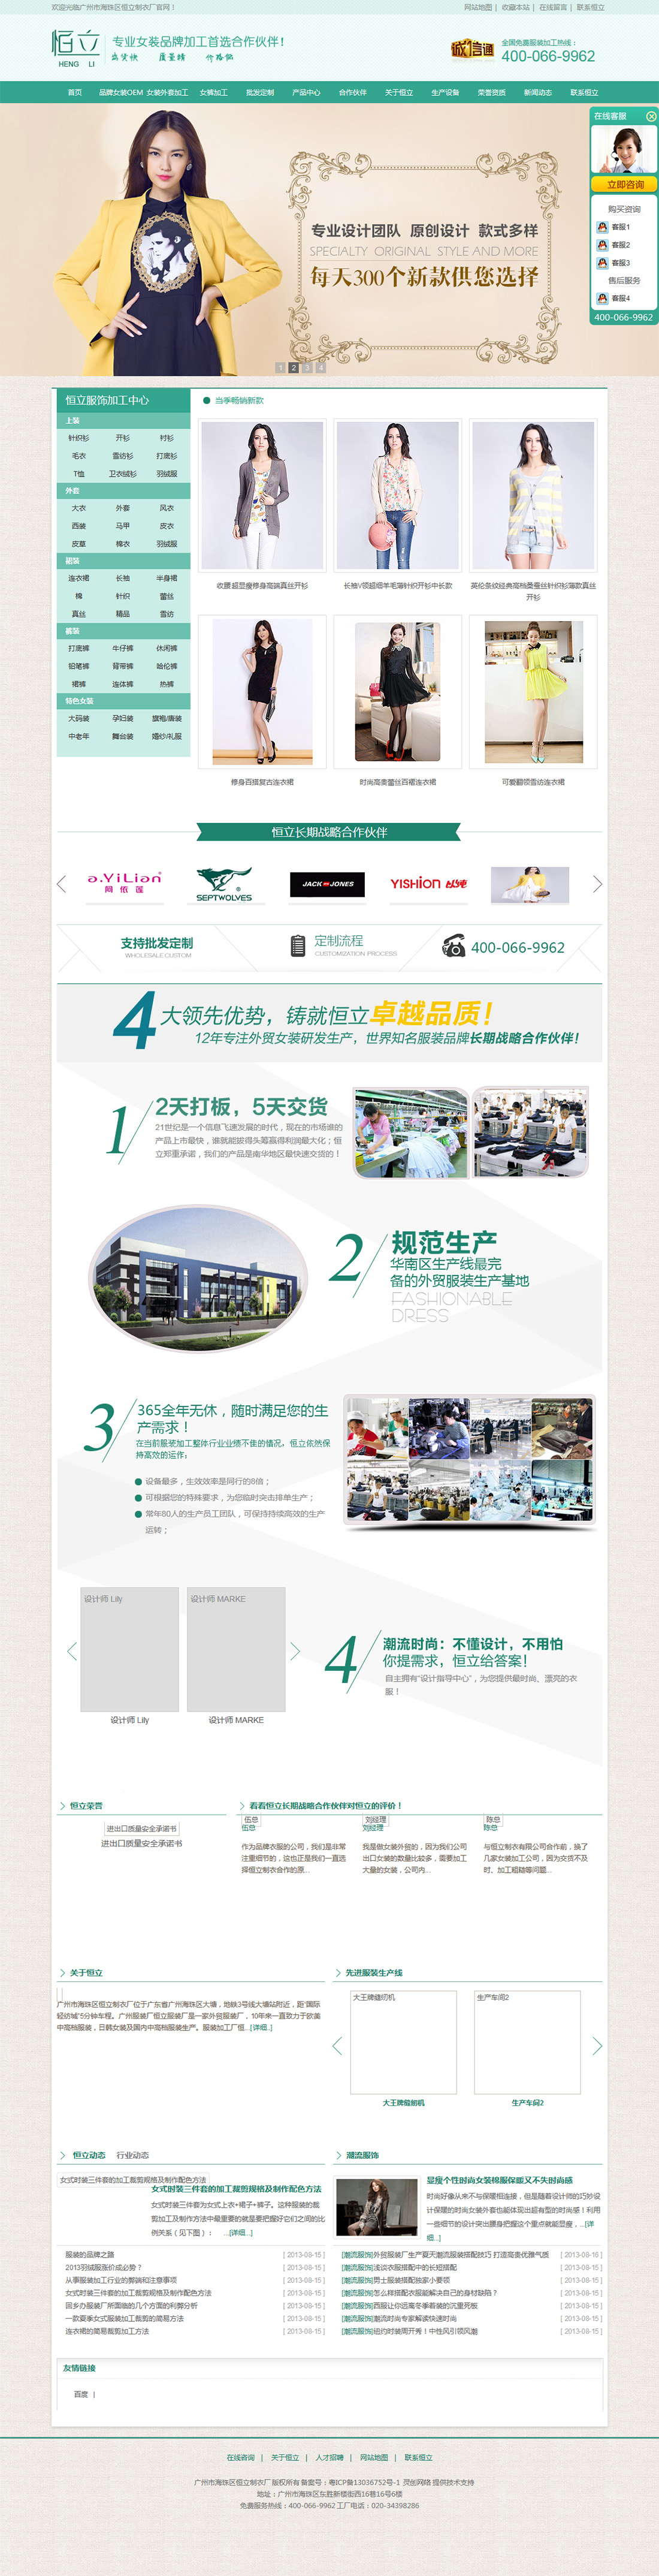 欢迎光临广州市海珠区恒立制衣厂官网！
网站地图 | 收藏本站 | 在线留言 | 联系恒立
恒立
HENG LI
专业女装品牌加工首选合作伙伴！
出货快 质量精 价格优
诚信通
全国免费服装加工热线：
400-066-9962
首页 品牌女装OEM 女装外套加工 女裤加工 批发定制 产品中心 合作伙伴 关于恒立 生产设备 荣誉资质 新闻动态 联系恒立
专业设计团队 原创设计 款式多样
SPECIALTY ORIGINAL STYLE AND MORE
每天300个新款供您选择
1 2 3 4
在线客服
立即咨询
购买资询
客服1
客服2
客服3
售后服务
客服4
400-066-9962
恒立服饰加工中心
上装
针织衫 开衫 衬衫
毛衣 雪纺衫 打底衫
T恤 卫衣绒衫 羽绒服
外套
大衣 外套 风衣
西装 马甲 皮衣
皮草 棉衣 羽绒服
裙装
连衣裙 长袖 半身裙
棉 针织 蕾丝
真丝 精品 雪纺
裤装
打底裤 牛仔裤 休闲裤
铅笔裤 背带裤 哈伦裤
裙裤 连体裤 热裤
特色女装
大码装 孕妇装 旗袍/唐装
中老年 舞台装 婚纱/礼服
当季畅销新款
收腰超显瘦修身高端真丝开衫
长袖V领超细羊毛薄针织开衫中长款
英伦条纹经典高档桑蚕丝针织衫薄款真丝
开衫
修身百搭复古连衣裙
时尚高贵蕾丝百褶连衣裙
可爱翻领雪纺连衣裙
恒立长期战略合作伙伴
a.YiLian
阿依莲
SEPTWOLVES
JACK JONES
YISHION 以纯
支持批发定制
WHOLESALE CUSTOM
定制流程
CUSTOMIZATION PROCESS
400-066-9962
4大领先优势，铸就恒立卓越品质！
12年专注外贸女装研发生产，世界知名服装品牌长期战略合作伙伴！
1
2天打板，5天交货
21世纪是一个信息飞速发展的时代，现在的市场谁的
产品上市最快，谁就能拔得头筹赢得利润最大化；恒
立郑重承诺，我们的产品是南华地区最快速交货的！
2
规范生产
华南区生产线最完
备的外贸服装生产基地
FASHIONABLE
DRESS
3
365全年无休，随时满足您的生
产需求！
在当前服装加工整体行业业绩不佳的情况，恒立依然保
持高效的运作：
设备最多，生效效率是同行的8倍；
可根据您的特殊要求，为您临时突击排单生产；
常年80人的生产员工团队，可保持持续高效的生产
运转；
设计师 Lily
设计师 MARKE
设计师 Lily
设计师 MARKE
4
潮流时尚：不懂设计，不用怕
你提需求，恒立给答案！
自主拥有“设计指导中心”，为您提供最时尚、漂亮的衣
服！
恒立荣誉
进出口质量安全承诺书
进出口质量安全承诺书
看看恒立长期战略合作伙伴对恒立的评价！
伍总
伍总
作为品牌衣服的公司，我们是非常
注重细节的，这也正是我们一直选
择恒立制衣合作的原...
刘经理
刘经理
我是做女装外贸的，因为我们公司
出口女装的数量比较多，需要加工
大量的女装，公司内...
陈总
陈总
与恒立制衣有限公司合作前，换了
几家女装加工公司，因为交货不及
时、加工粗糙等问题...
关于恒立
广州市海珠区恒立制衣厂位于广东省广州海珠区大塘，地铁3号线大塘站附近，距“国际
轻纺城”5分钟车程。广州服装厂恒立服装厂是一家外贸服装厂，10年来一直致力于欧美
中高档服装，日韩女装及国内中高档服装生产。服装加工厂恒...[详细..]
先进服装生产线
大王牌缝纫机
生产车间2
大王牌缝纫机
生产车间2
恒立动态 行业动态
女式时装三件套的加工裁剪规格及制作配色方法
女式时装三件套的加工裁剪规格及制作配色方法
女式时装三件套为女式上衣+裙子+裤子。这种服装的裁
剪加工及制作方法中最重要的就是要把握好它们之间的比
例关系（见下图）： ...[详细...]
服装的品牌之路 [ 2013-08-15 ]
2013羽绒服涨价成必势？ [ 2013-08-15 ]
从事服装加工行业的弊端和注意事项 [ 2013-08-15 ]
女式时装三件套的加工裁剪规格及制作配色方法 [ 2013-08-15 ]
回乡办服装厂所面临的几个方面的利弊分析 [ 2013-08-15 ]
一款夏季女式服装加工裁剪的简易方法 [ 2013-08-15 ]
连衣裙的简易裁剪加工方法 [ 2013-08-15 ]
潮流服饰
显瘦个性时尚女装棉服保暖又不失时尚感
时尚好像从来不与保暖相连接，但是随着设计师的巧妙设
计保暖的时尚女装外套也能体现出超有型的时尚感！利用
一些细节的设计突出腰身把握这个重点就能显瘦，...[详
细...]
[潮流服饰]外贸服装厂生产夏天潮流服装搭配技巧 打造高贵优雅气质 [ 2013-08-16 ]
[潮流服饰]浅谈衣服搭配中的长短搭配 [ 2013-08-15 ]
[潮流服饰]男士服装搭配独家小要领 [ 2013-08-15 ]
[潮流服饰]怎么样搭配衣服能解决自己的身材缺陷？ [ 2013-08-15 ]
[潮流服饰]西服让你远离冬季着装的沉重死板 [ 2013-08-15 ]
[潮流服饰]潮流时尚专家解读快速时尚 [ 2013-08-15 ]
[潮流服饰]纽约时装周开秀！中性风引领风潮 [ 2013-08-15 ]
友情链接
百度 |
在线咨询 | 关于恒立 | 人才招聘 | 网站地图 | 联系恒立
广州市海珠区恒立制衣厂 版权所有 备案号：粤ICP备13036752号-1 灵创网络 提供技术支持
地址：广州市海珠区东胜新楼街西16巷16号6楼
免费服务热线：400-066-9962 工厂电话：020-34398286